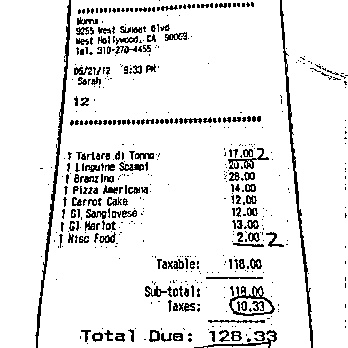 Murna
9255 West Sunset Blvd
West Hollywood, CA 90069
Tel. 310-270-4455
06/21/12 9:33 PM
Sarah
12
1 Tartare di Tonno 17.00 2
1 Linguine Scampi 20.00
1 Branzino 28.00
1 Pizza Americana 14.00
1 Carrot Cake 12.00
1 Gl Sangiovese 12.00
1 Gl Merlot 13.00
1 Misc Food 2.00 2
Taxable: 118.00
Sub-total: 118.00
Taxes: 10.33
Total Due: 128.33